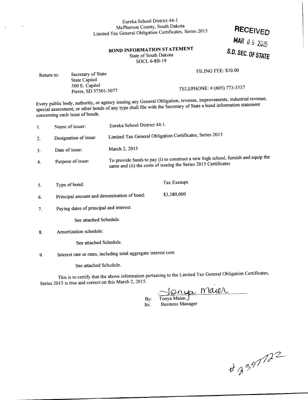 Eureka School District 44-1
McPherson County, South Dakota
Limited Tax General Obligation Certificates, Series 2015
RECEIVED
MAR 09 2015
S.D. SEC. OF STATE
BOND INFORMATION STATEMENT
State of South Dakota
SDCL 6-8B-19
Return to: Secretary of State
State Capitol
500 E. Capitol
Pierre, SD 57501-5077
FILING FEE: $10.00
TELEPHONE: # (605) 773-3537
Every public body, authority, or agency issuing any General Obligation, revenue, improvements, industrial revenue,
special assessment, or other bonds of any type shall file with the Secretary of State a bond information statement
concerning each issue of bonds.
1. Name of issuer: Eureka School District 44-1.
2. Designation of issue: Limited Tax General Obligation Certificates, Series 2015
3. Date of issue: March 2, 2015
4. Purpose of issue: To provide funds to pay (i) to construct a new high school, furnish and equip the
same and (ii) the costs of issuing the Series 2015 Certificates
5. Type of bond: Tax Exempt.
6. Principal amount and denomination of bond: $3,380,000
7. Paying dates of principal and interest:
See attached Schedule.
8. Amortization schedule:
See attached Schedule.
9. Interest rate or rates, including total aggregate interest cost:
See attached Schedule.
This is to certify that the above information pertaining to the Limited Tax General Obligation Certificates,
Series 2015 is true and correct on this March 2, 2015.
Tonya Maier
By: Tonya Maier
Its: Business Manager
#2397722